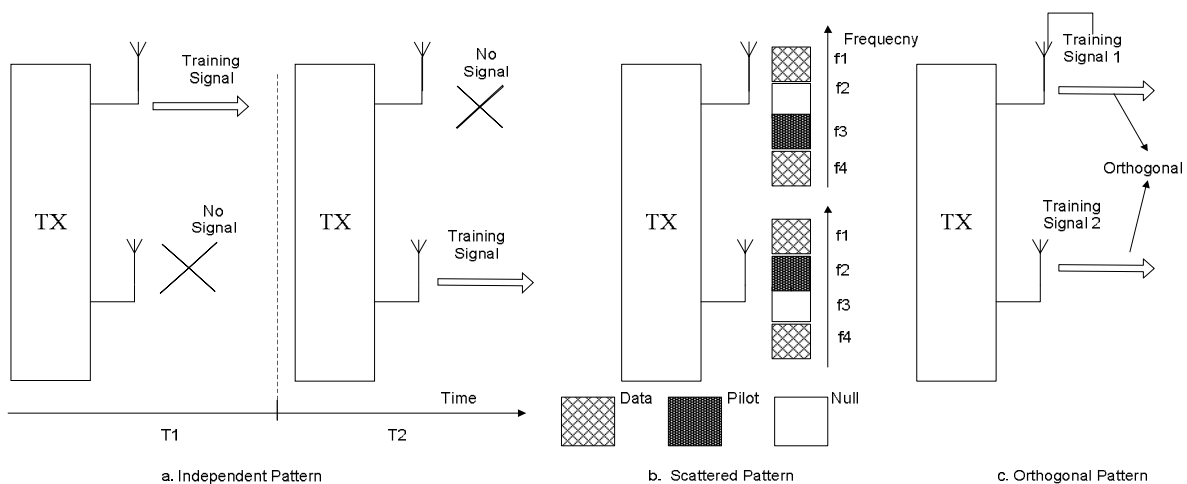 Training
Signal
TX
No
Signal
No
Signal
TX
Training
Signal
Time
T1
T2
a. Independent Pattern
Frequecny
f1
f2
f3
f4
TX
f1
f2
f3
f4
Data
Pilot
Null
b. Scattered Pattern
Training
Signal 1
Orthogonal
TX
Training
Signal 2
c. Orthogonal Pattern